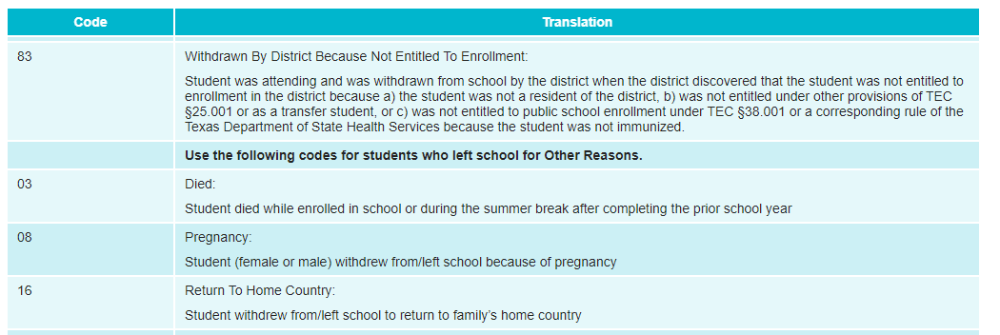 Code Translation
83 Withdrawn By District Because Not Entitled To Enrollment:
Student was attending and was withdrawn from school by the district when the district discovered that the student was not entitled to
enrollment in the district because a) the student was not a resident of the district, b) was not entitled under other provisions of TEC
§25.001 or as a transfer student, or c) was not entitled to public school enrollment under TEC §38.001 or a corresponding rule of the
Texas Department of State Health Services because the student was not immunized.
Use the following codes for students who left school for Other Reasons.
03 Died:
Student died while enrolled in school or during the summer break after completing the prior school year
08 Pregnancy:
Student (female or male) withdrew from/left school because of pregnancy
16 Return To Home Country:
Student withdrew from/left school to return to family’s home country